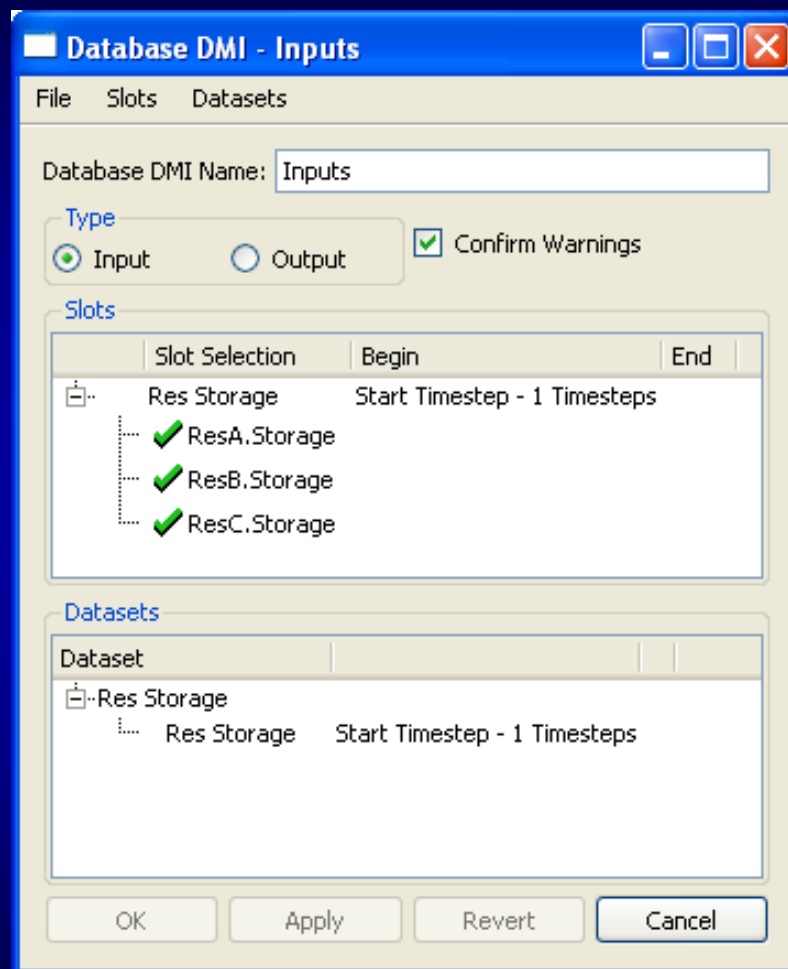 Database DMI - Inputs
File Slots Datasets
Database DMI Name: Inputs
Type
Input Output Confirm Warnings
Slots
Slot Selection Begin End
Res Storage Start Timestep - 1 Timesteps
ResA.Storage
ResB.Storage
ResC.Storage
Datasets
Dataset
Res Storage
Res Storage Start Timestep - 1 Timesteps
OK Apply Revert Cancel